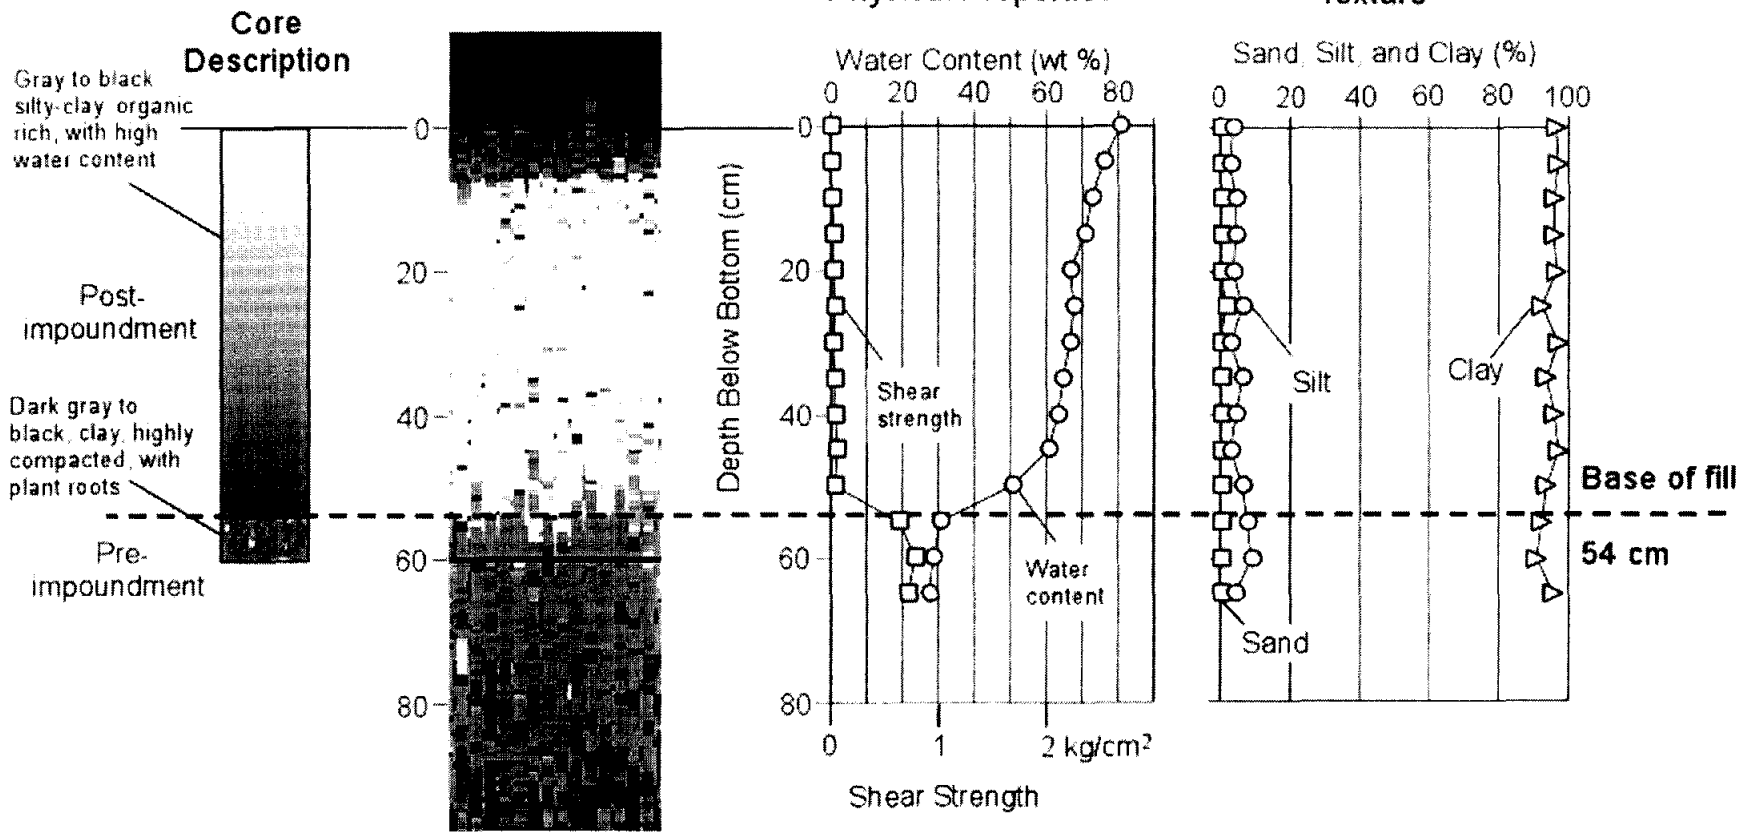 Core
Description
Gray to black
silty-clay organic
rich, with high
water content
Post-
impoundment
Dark gray to
black, clay, highly
compacted, with
plant roots
Pre-
impoundment
0
20
40
60
80
Water Content (wt %)
0 20 40 60 80
Depth Below Bottom (cm)
0
20
40
60
80
Shear
strength
Water
content
0 1 2 kg/cm²
Shear Strength
Sand, Silt, and Clay (%)
0 20 40 60 80 100
Silt
Clay
Sand
Base of fill
54 cm